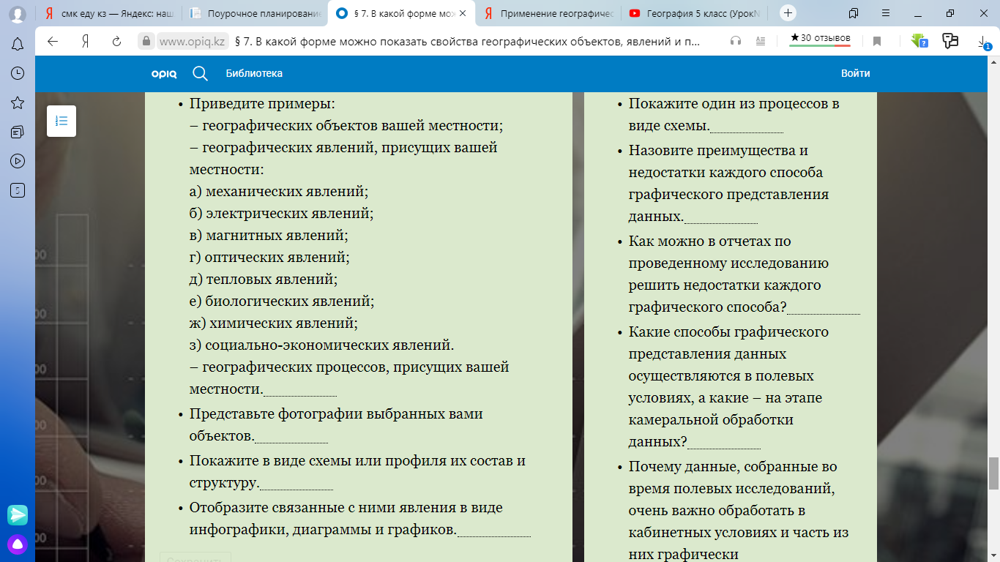 смк еду кз — Яндекс: наш
Поурочное планирование
§ 7. В какой форме мож
Применение географичес
География 5 класс (Урок№
www.opiq.kz
§ 7. В какой форме можно показать свойства географических объектов, явлений и п...
30 отзывов
1
opiq
Библиотека
Войти
5
• Приведите примеры:
– географических объектов вашей местности;
– географических явлений, присущих вашей
местности:
а) механических явлений;
б) электрических явлений;
в) магнитных явлений;
г) оптических явлений;
д) тепловых явлений;
е) биологических явлений;
ж) химических явлений;
з) социально-экономических явлений.
– географических процессов, присущих вашей
местности.
• Представьте фотографии выбранных вами
объектов.
• Покажите в виде схемы или профиля их состав и
структуру.
• Отобразите связанные с ними явления в виде
инфографики, диаграммы и графиков.
Сохранить
• Покажите один из процессов в
виде схемы.
• Назовите преимущества и
недостатки каждого способа
графического представления
данных.
• Как можно в отчетах по
проведенному исследованию
решить недостатки каждого
графического способа?
• Какие способы графического
представления данных
осуществляются в полевых
условиях, а какие – на этапе
камеральной обработки
данных?
• Почему данные, собранные во
время полевых исследований,
очень важно обработать в
кабинетных условиях и часть из
них графически